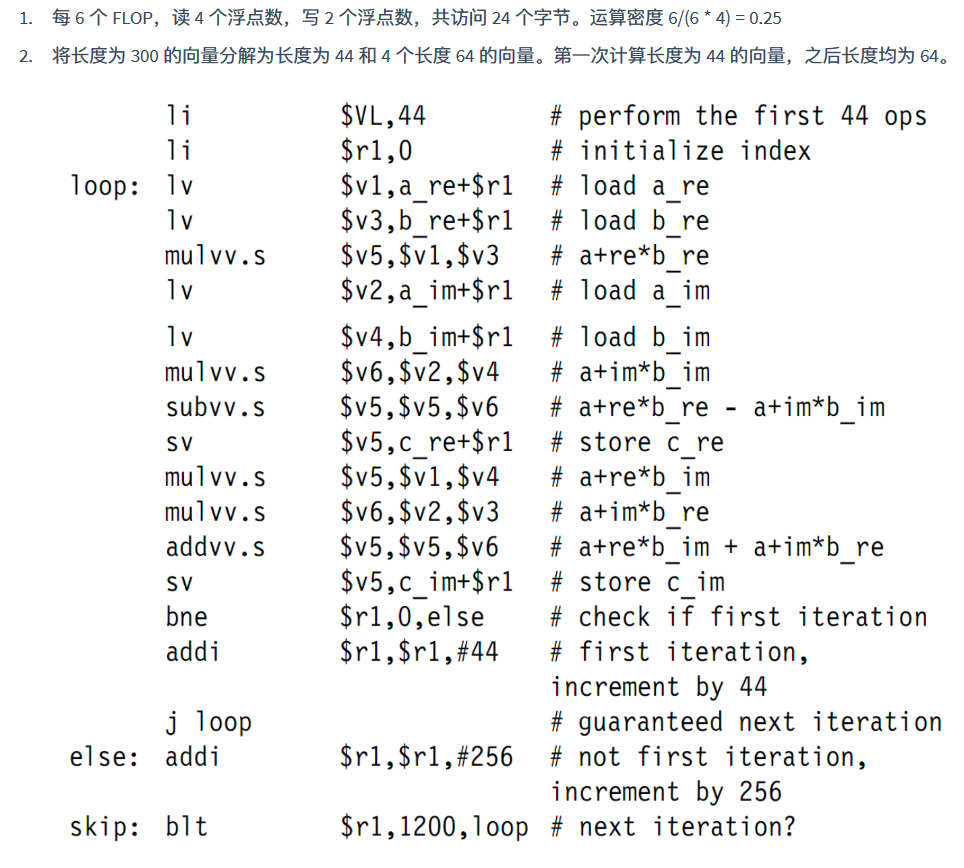 1. 每 6 个 FLOP，读 4 个浮点数，写 2 个浮点数，共访问 24 个字节。运算密度 6/(6 * 4) = 0.25
2. 将长度为 300 的向量分解为长度为 44 和 4 个长度 64 的向量。第一次计算长度为 44 的向量，之后长度均为 64。
li $VL,44 # perform the first 44 ops
li $r1,0 # initialize index
loop: lv $v1,a_re+$r1 # load a_re
lv $v3,b_re+$r1 # load b_re
mulvv.s $v5,$v1,$v3 # a+re*b_re
lv $v2,a_im+$r1 # load a_im
lv $v4,b_im+$r1 # load b_im
mulvv.s $v6,$v2,$v4 # a+im*b_im
subvv.s $v5,$v5,$v6 # a+re*b_re - a+im*b_im
sv $v5,c_re+$r1 # store c_re
mulvv.s $v5,$v1,$v4 # a+re*b_im
mulvv.s $v6,$v2,$v3 # a+im*b_re
addvv.s $v5,$v5,$v6 # a+re*b_im + a+im*b_re
sv $v5,c_im+$r1 # store c_im
bne $r1,0,else # check if first iteration
addi $r1,$r1,#44 # first iteration,
increment by 44
j loop # guaranteed next iteration
else: addi $r1,$r1,#256 # not first iteration,
increment by 256
skip: blt $r1,1200,loop # next iteration?